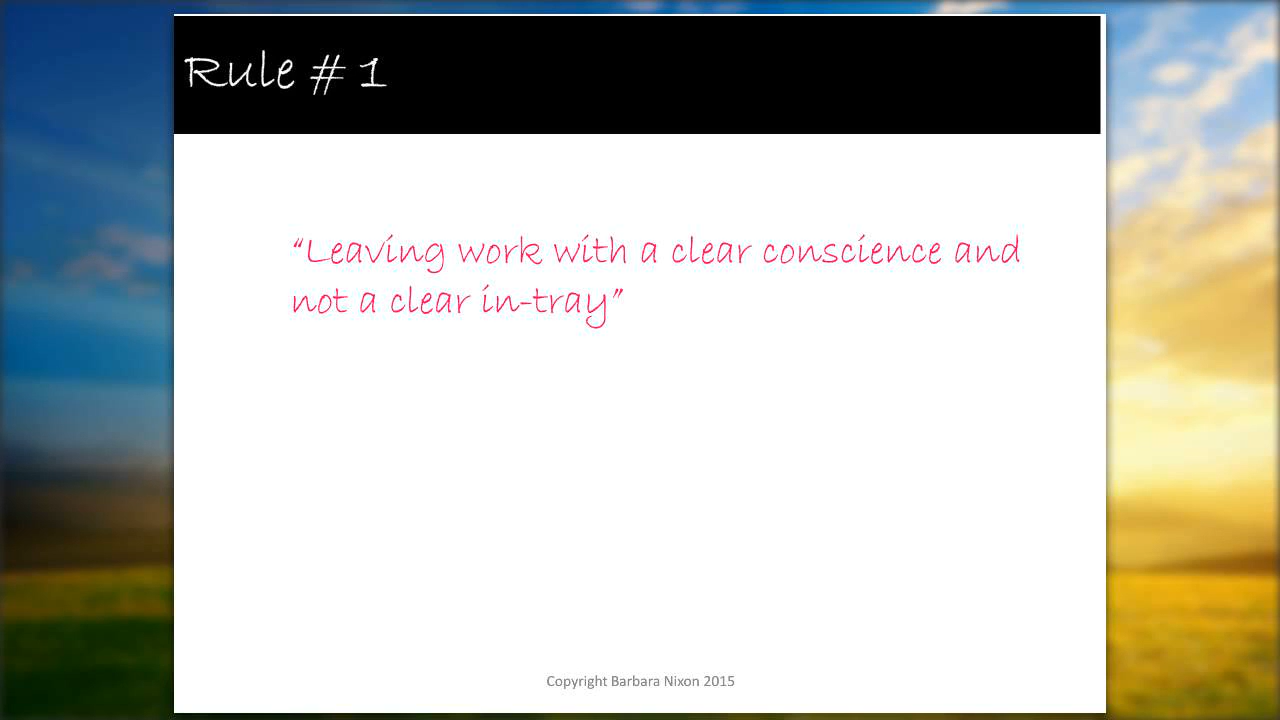 Rule # 1
“Leaving work with a clear conscience and
not a clear in-tray”
Copyright Barbara Nixon 2015